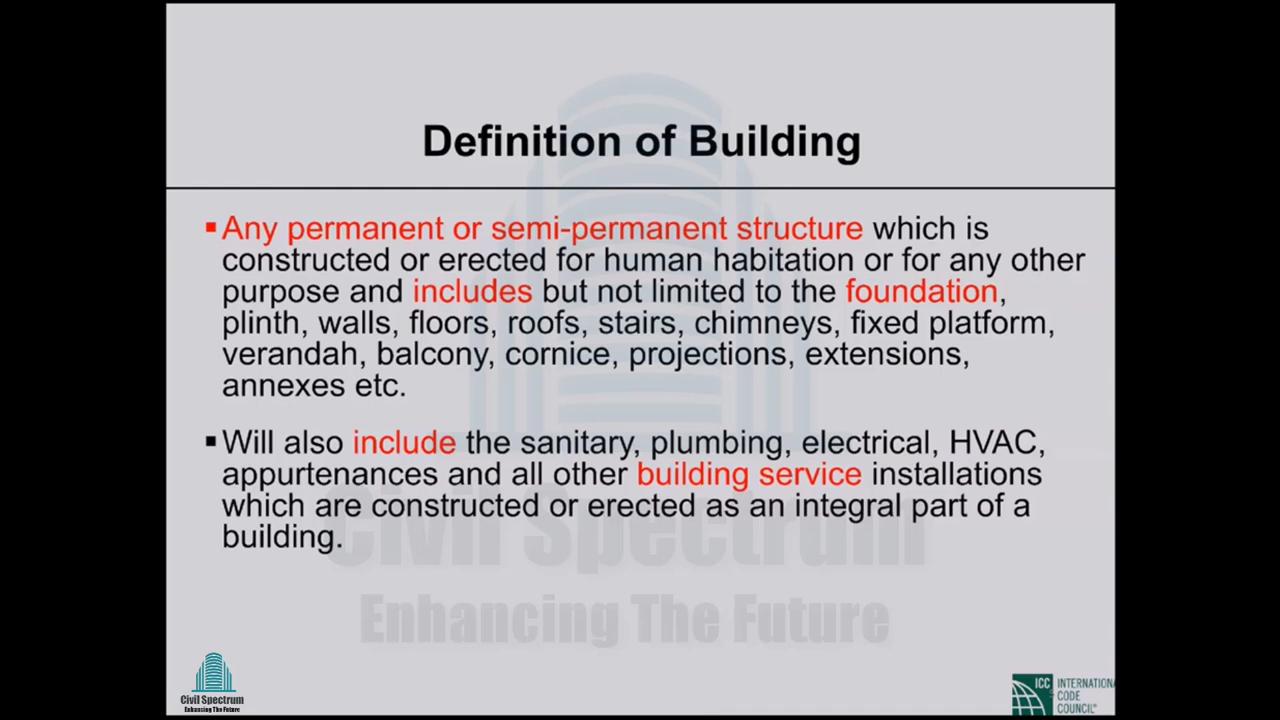 Definition of Building
Any permanent or semi-permanent structure which is
constructed or erected for human habitation or for any other
purpose and includes but not limited to the foundation,
plinth, walls, floors, roofs, stairs, chimneys, fixed platform,
verandah, balcony, cornice, projections, extensions,
annexes etc.
Will also include the sanitary, plumbing, electrical, HVAC,
appurtenances and all other building service installations
which are constructed or erected as an integral part of a
building.
Civil Spectrum
Enhancing The Future
Civil Spectrum
Enhancing The Future
ICC INTERNATIONA
CODE
COUNCIL®